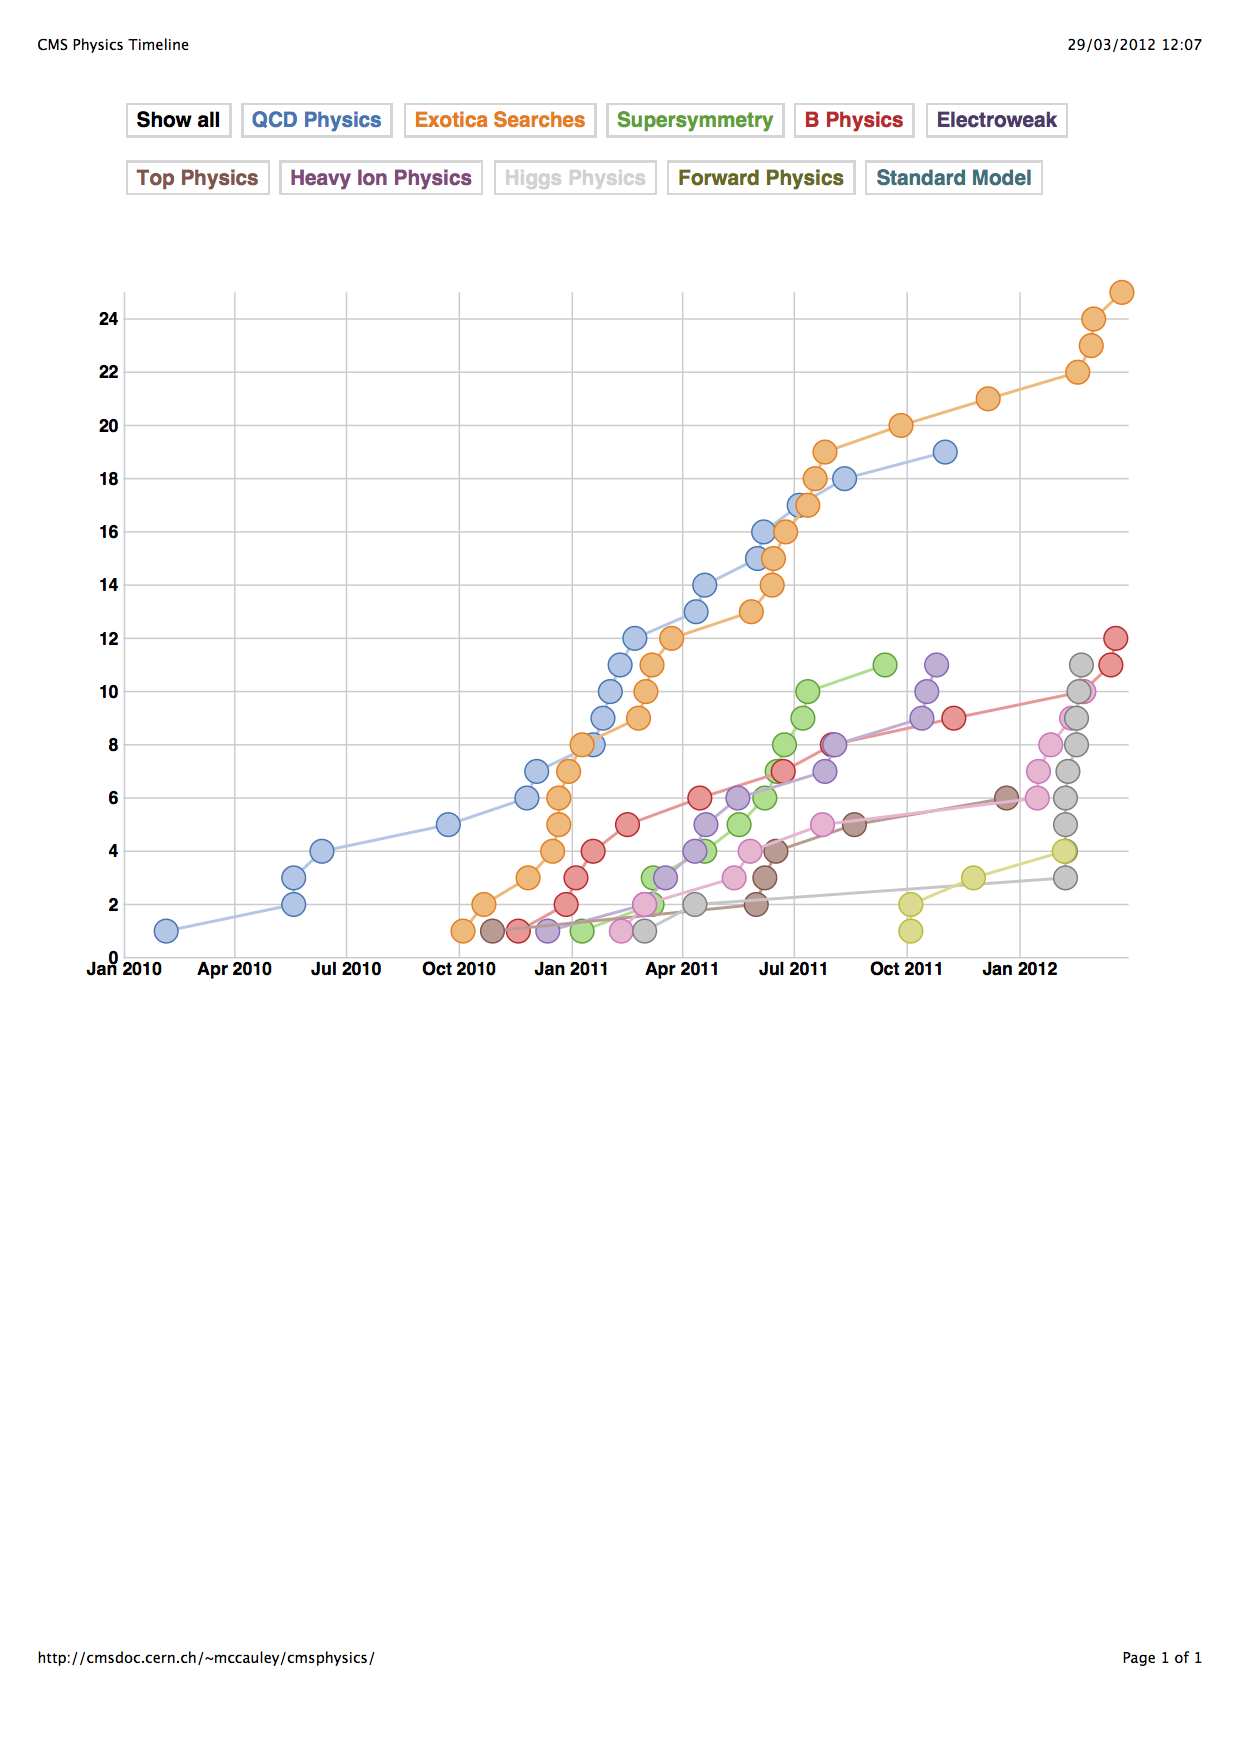 CMS Physics Timeline 29/03/2012 12:07
Show all QCD Physics Exotica Searches Supersymmetry B Physics Electroweak
Top Physics Heavy Ion Physics Higgs Physics Forward Physics Standard Model
24
22
20
18
16
14
12
10
8
6
4
2
0
Jan 2010 Apr 2010 Jul 2010 Oct 2010 Jan 2011 Apr 2011 Jul 2011 Oct 2011 Jan 2012
http://cmsdoc.cern.ch/~mccauley/cmsphysics/ Page 1 of 1